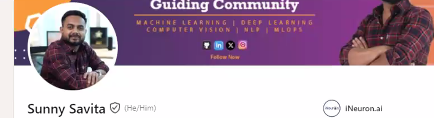 Guiding Community
MACHINE LEARNING | DEEP LEARNING
COMPUTER VISION | NLP | MLOPS
Follow Now
Sunny Savita (He/Him)
iNeuron.ai